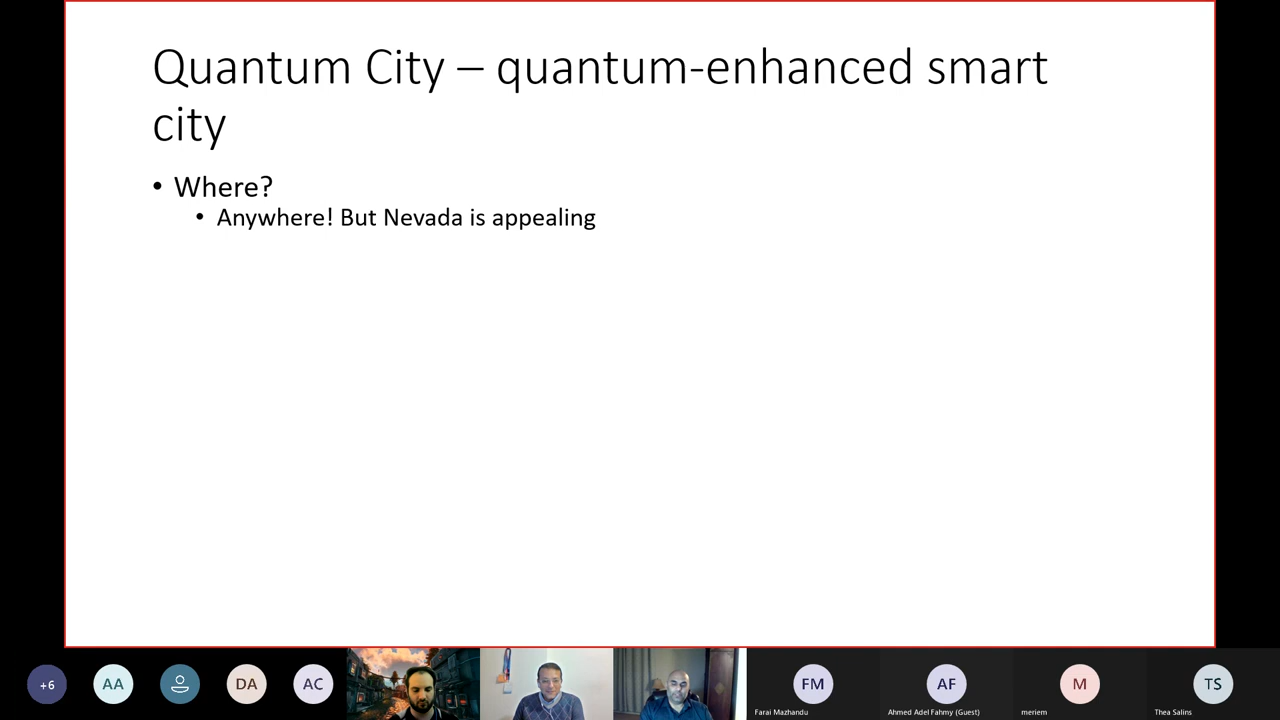 Quantum City – quantum-enhanced smart
city
• Where?
• Anywhere! But Nevada is appealing
+6
AA
DA
AC
FM
AF
M
TS
Farai Mazhandu
Ahmed Adel Fahmy (Guest)
meriem
Thea Salins